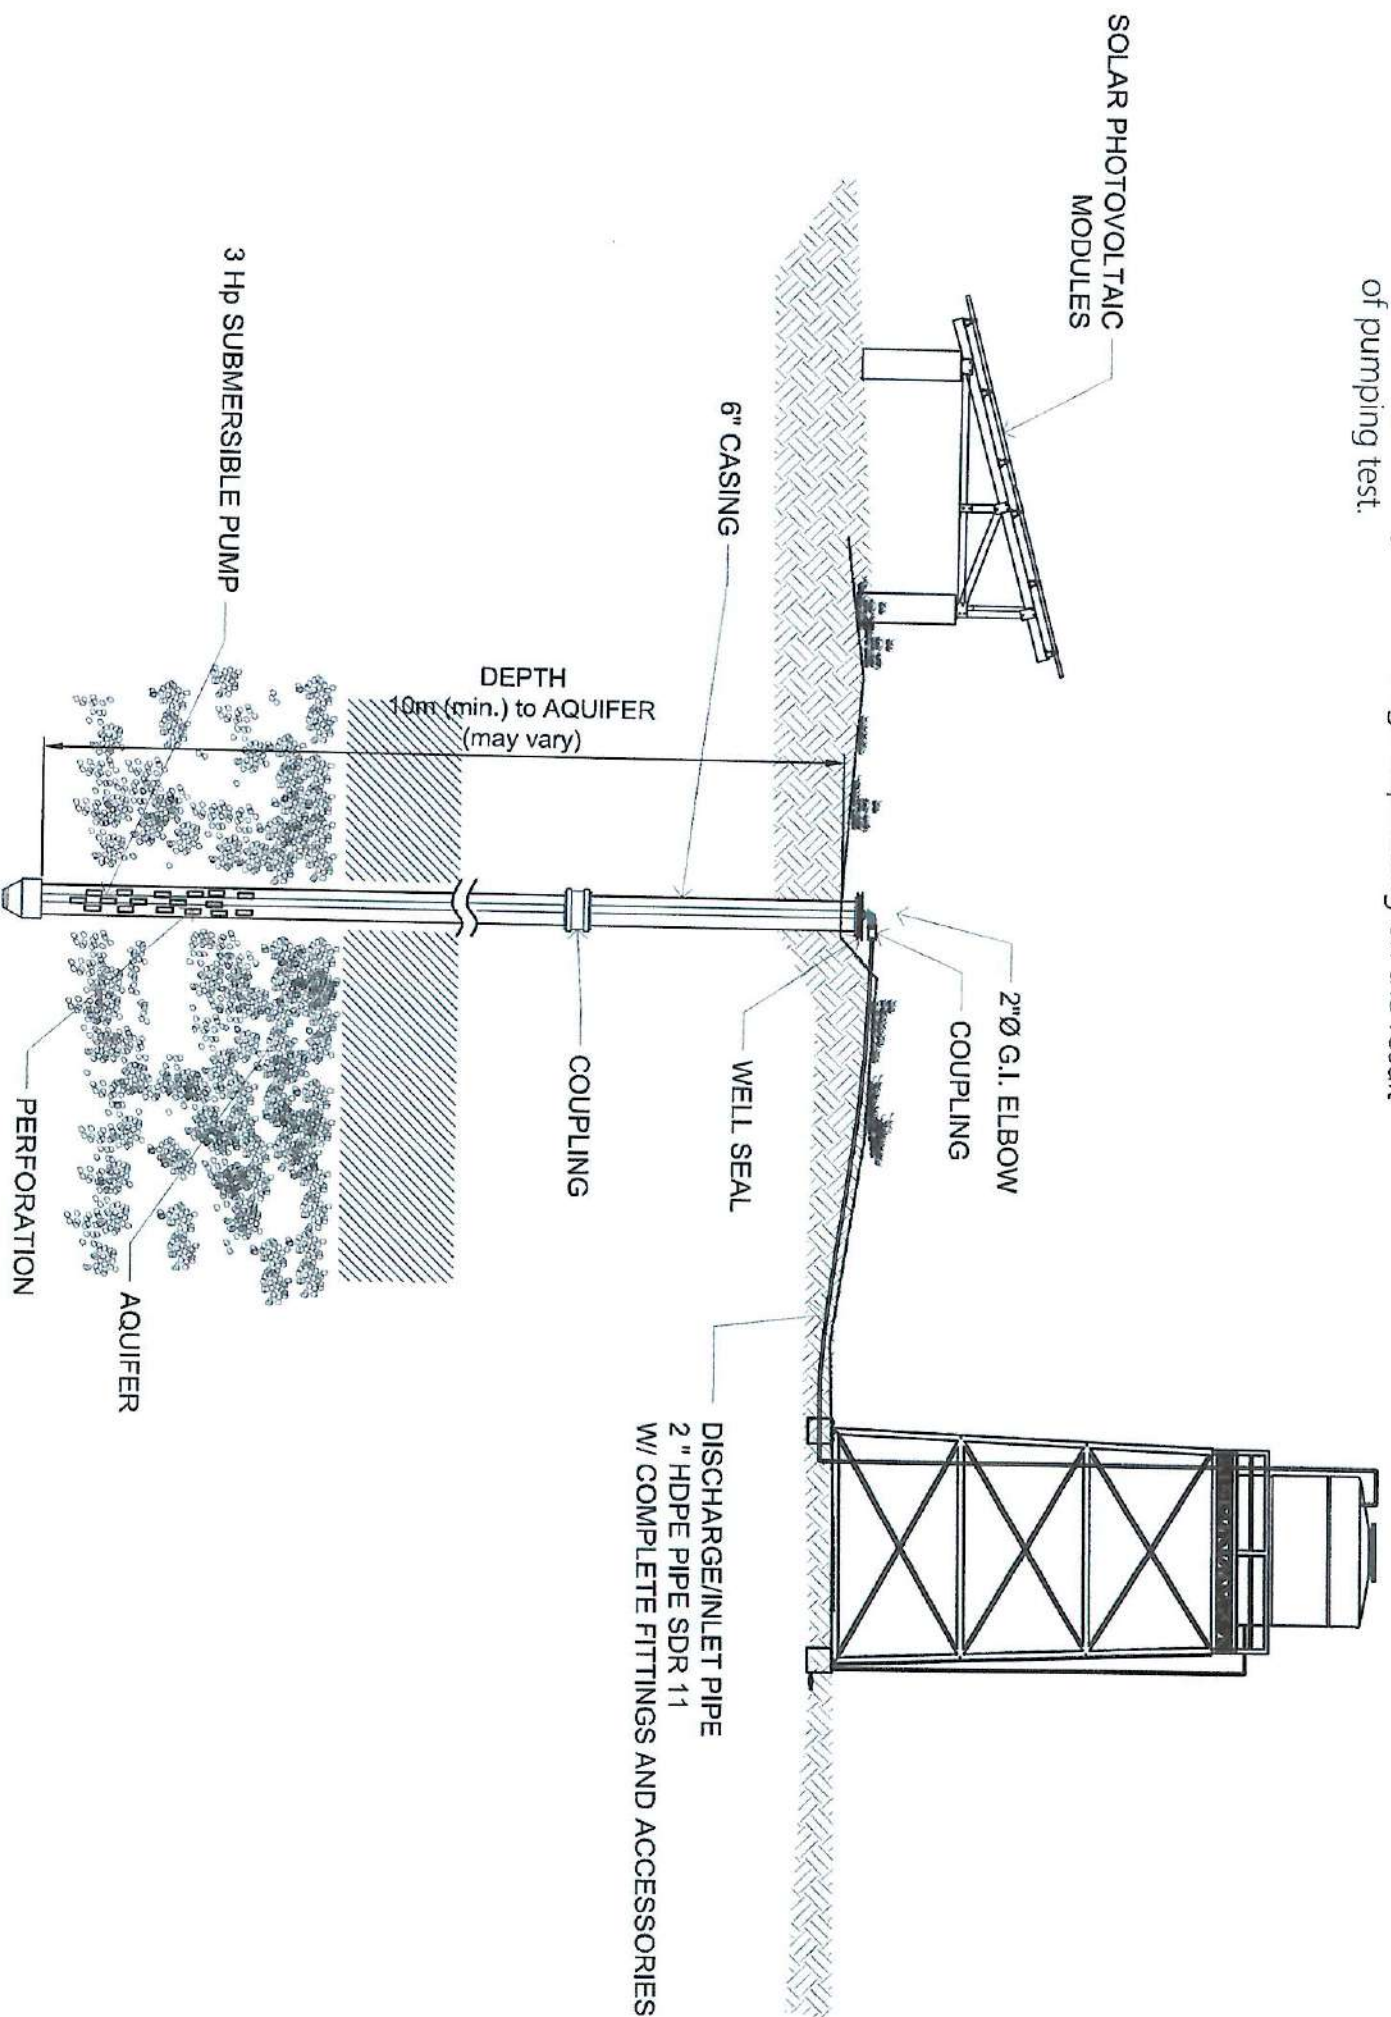 of pumping test.
SOLAR PHOTOVOLTAIC
MODULES
2"Ø G.I. ELBOW
COUPLING
6" CASING
WELL SEAL
DISCHARGE/INLET PIPE
2 " HDPE PIPE SDR 11
W/ COMPLETE FITTINGS AND ACCESSORIES
DEPTH
10m (min.) to AQUIFER
(may vary)
COUPLING
3 Hp SUBMERSIBLE PUMP
AQUIFER
PERFORATION